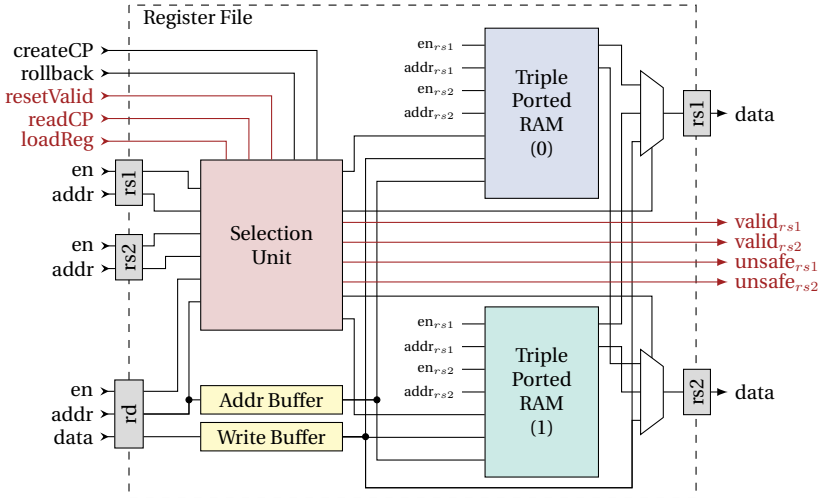 Register File
createCP
rollback
resetValid
readCP
loadReg
en
addr
rs1
en
addr
rs2
en
addr
data
rd
Selection
Unit
Addr Buffer
Write Buffer
en_rs1
addr_rs1
en_rs2
addr_rs2
Triple
Ported
RAM
(0)
rs1
data
valid_rs1
valid_rs2
unsafe_rs1
unsafe_rs2
en_rs1
addr_rs1
en_rs2
addr_rs2
Triple
Ported
RAM
(1)
rs2
data